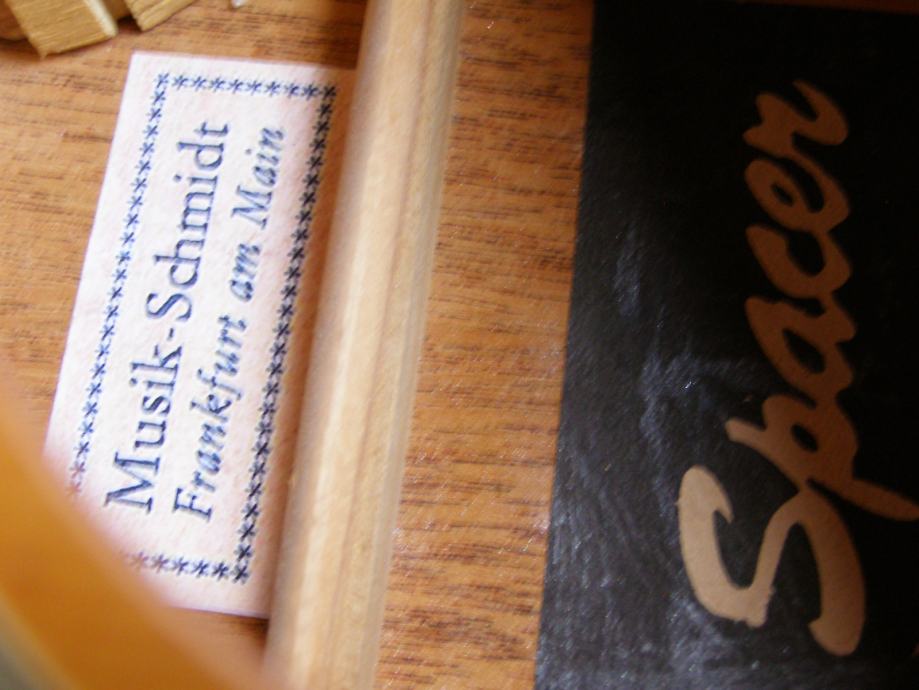 Musik-Schmidt
Frankfurt am Main
Spacer